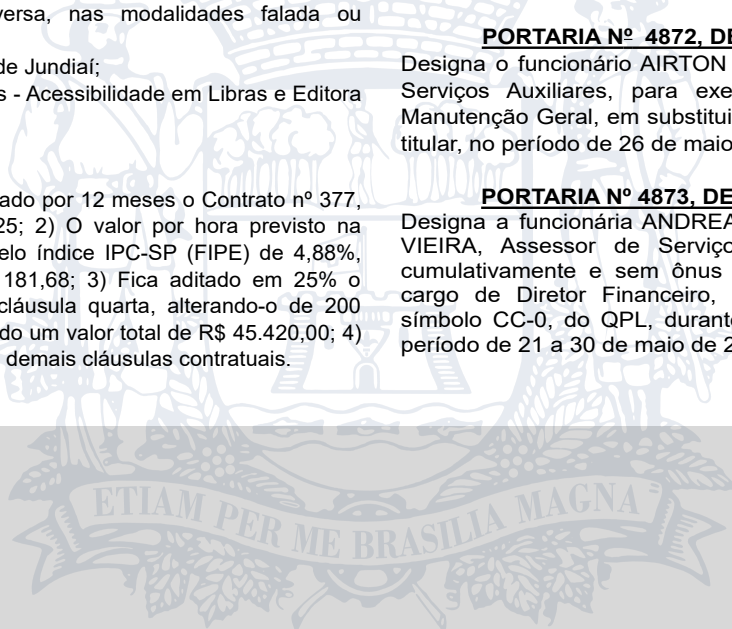 versa, nas modalidades falada ou
de Jundiaí;
s - Acessibilidade em Libras e Editora
ado por 12 meses o Contrato nº 377,
25; 2) O valor por hora previsto na
elo índice IPC-SP (FIPE) de 4,88%,
181,68; 3) Fica aditado em 25% o
cláusula quarta, alterando-o de 200
do um valor total de R$ 45.420,00; 4)
demais cláusulas contratuais.
PORTARIA Nº 4872, DE
Designa o funcionário AIRTON
Serviços Auxiliares, para exe
Manutenção Geral, em substitui
titular, no período de 26 de maio
PORTARIA Nº 4873, DE
Designa a funcionária ANDREA
VIEIRA, Assessor de Serviço
cumulativamente e sem ônus
cargo de Diretor Financeiro,
símbolo CC-0, do QPL, durante
período de 21 a 30 de maio de 2
ETIAM PER ME BRASILIA MAGNA